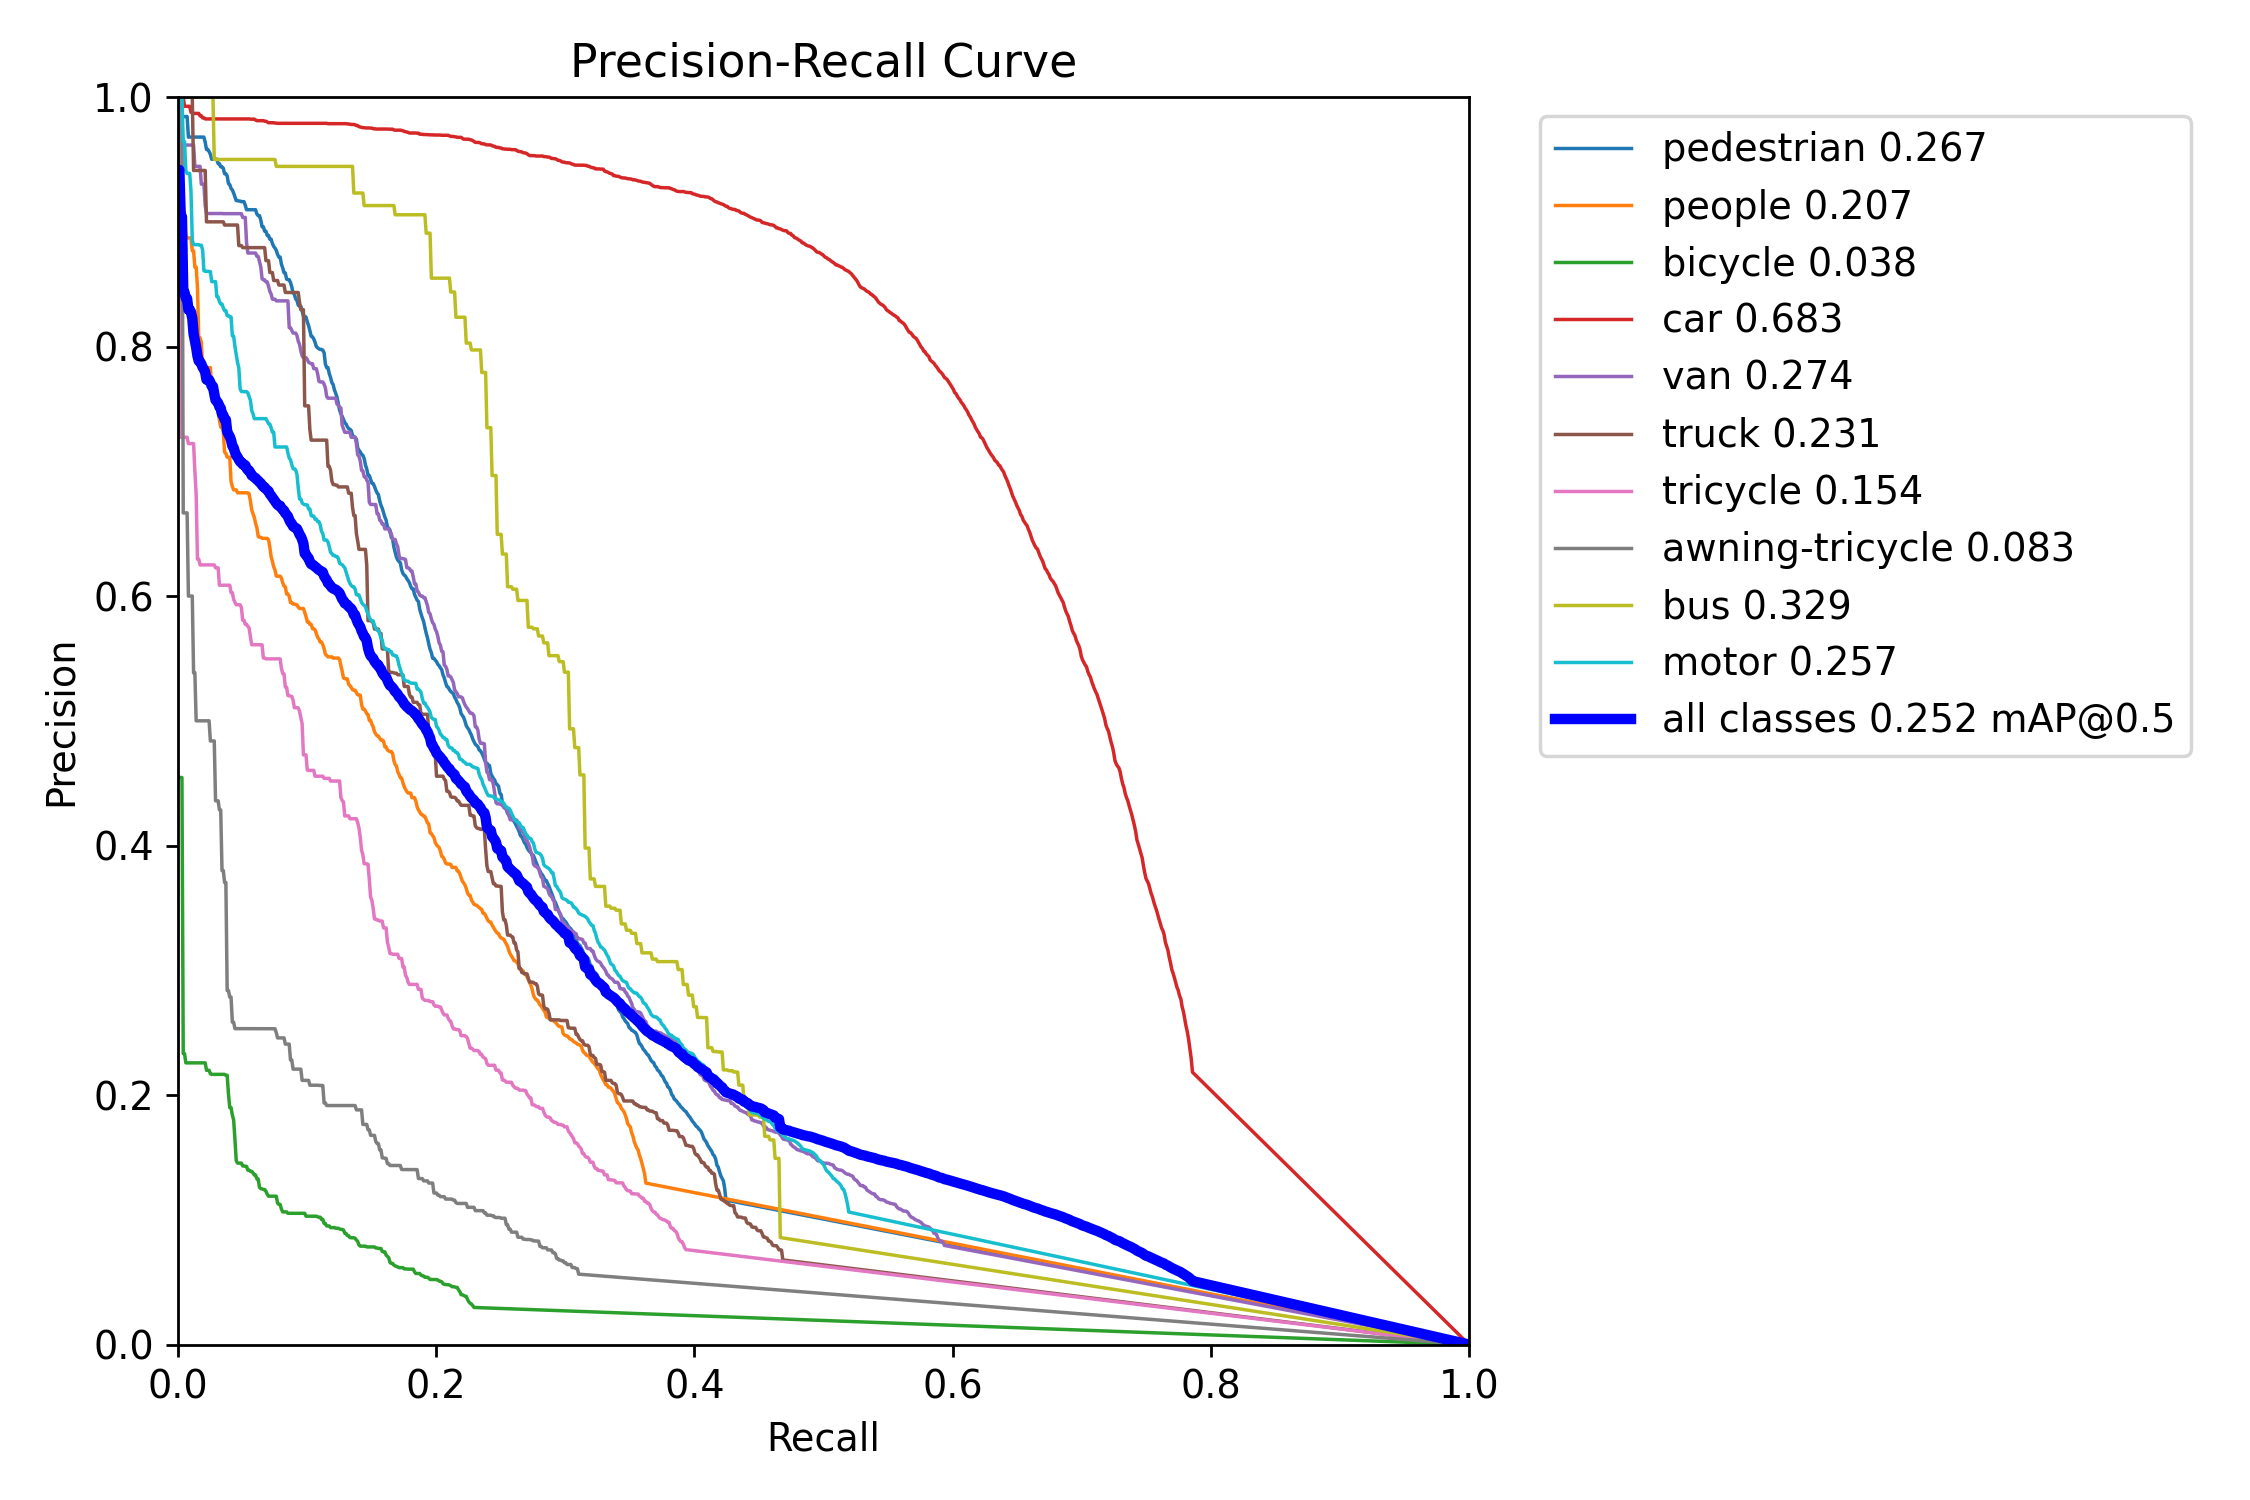 Precision-Recall Curve
1.0
0.8
0.6
0.4
0.2
0.0
Precision
0.0 0.2 0.4 0.6 0.8 1.0
Recall
pedestrian 0.267
people 0.207
bicycle 0.038
car 0.683
van 0.274
truck 0.231
tricycle 0.154
awning-tricycle 0.083
bus 0.329
motor 0.257
all classes 0.252 mAP@0.5